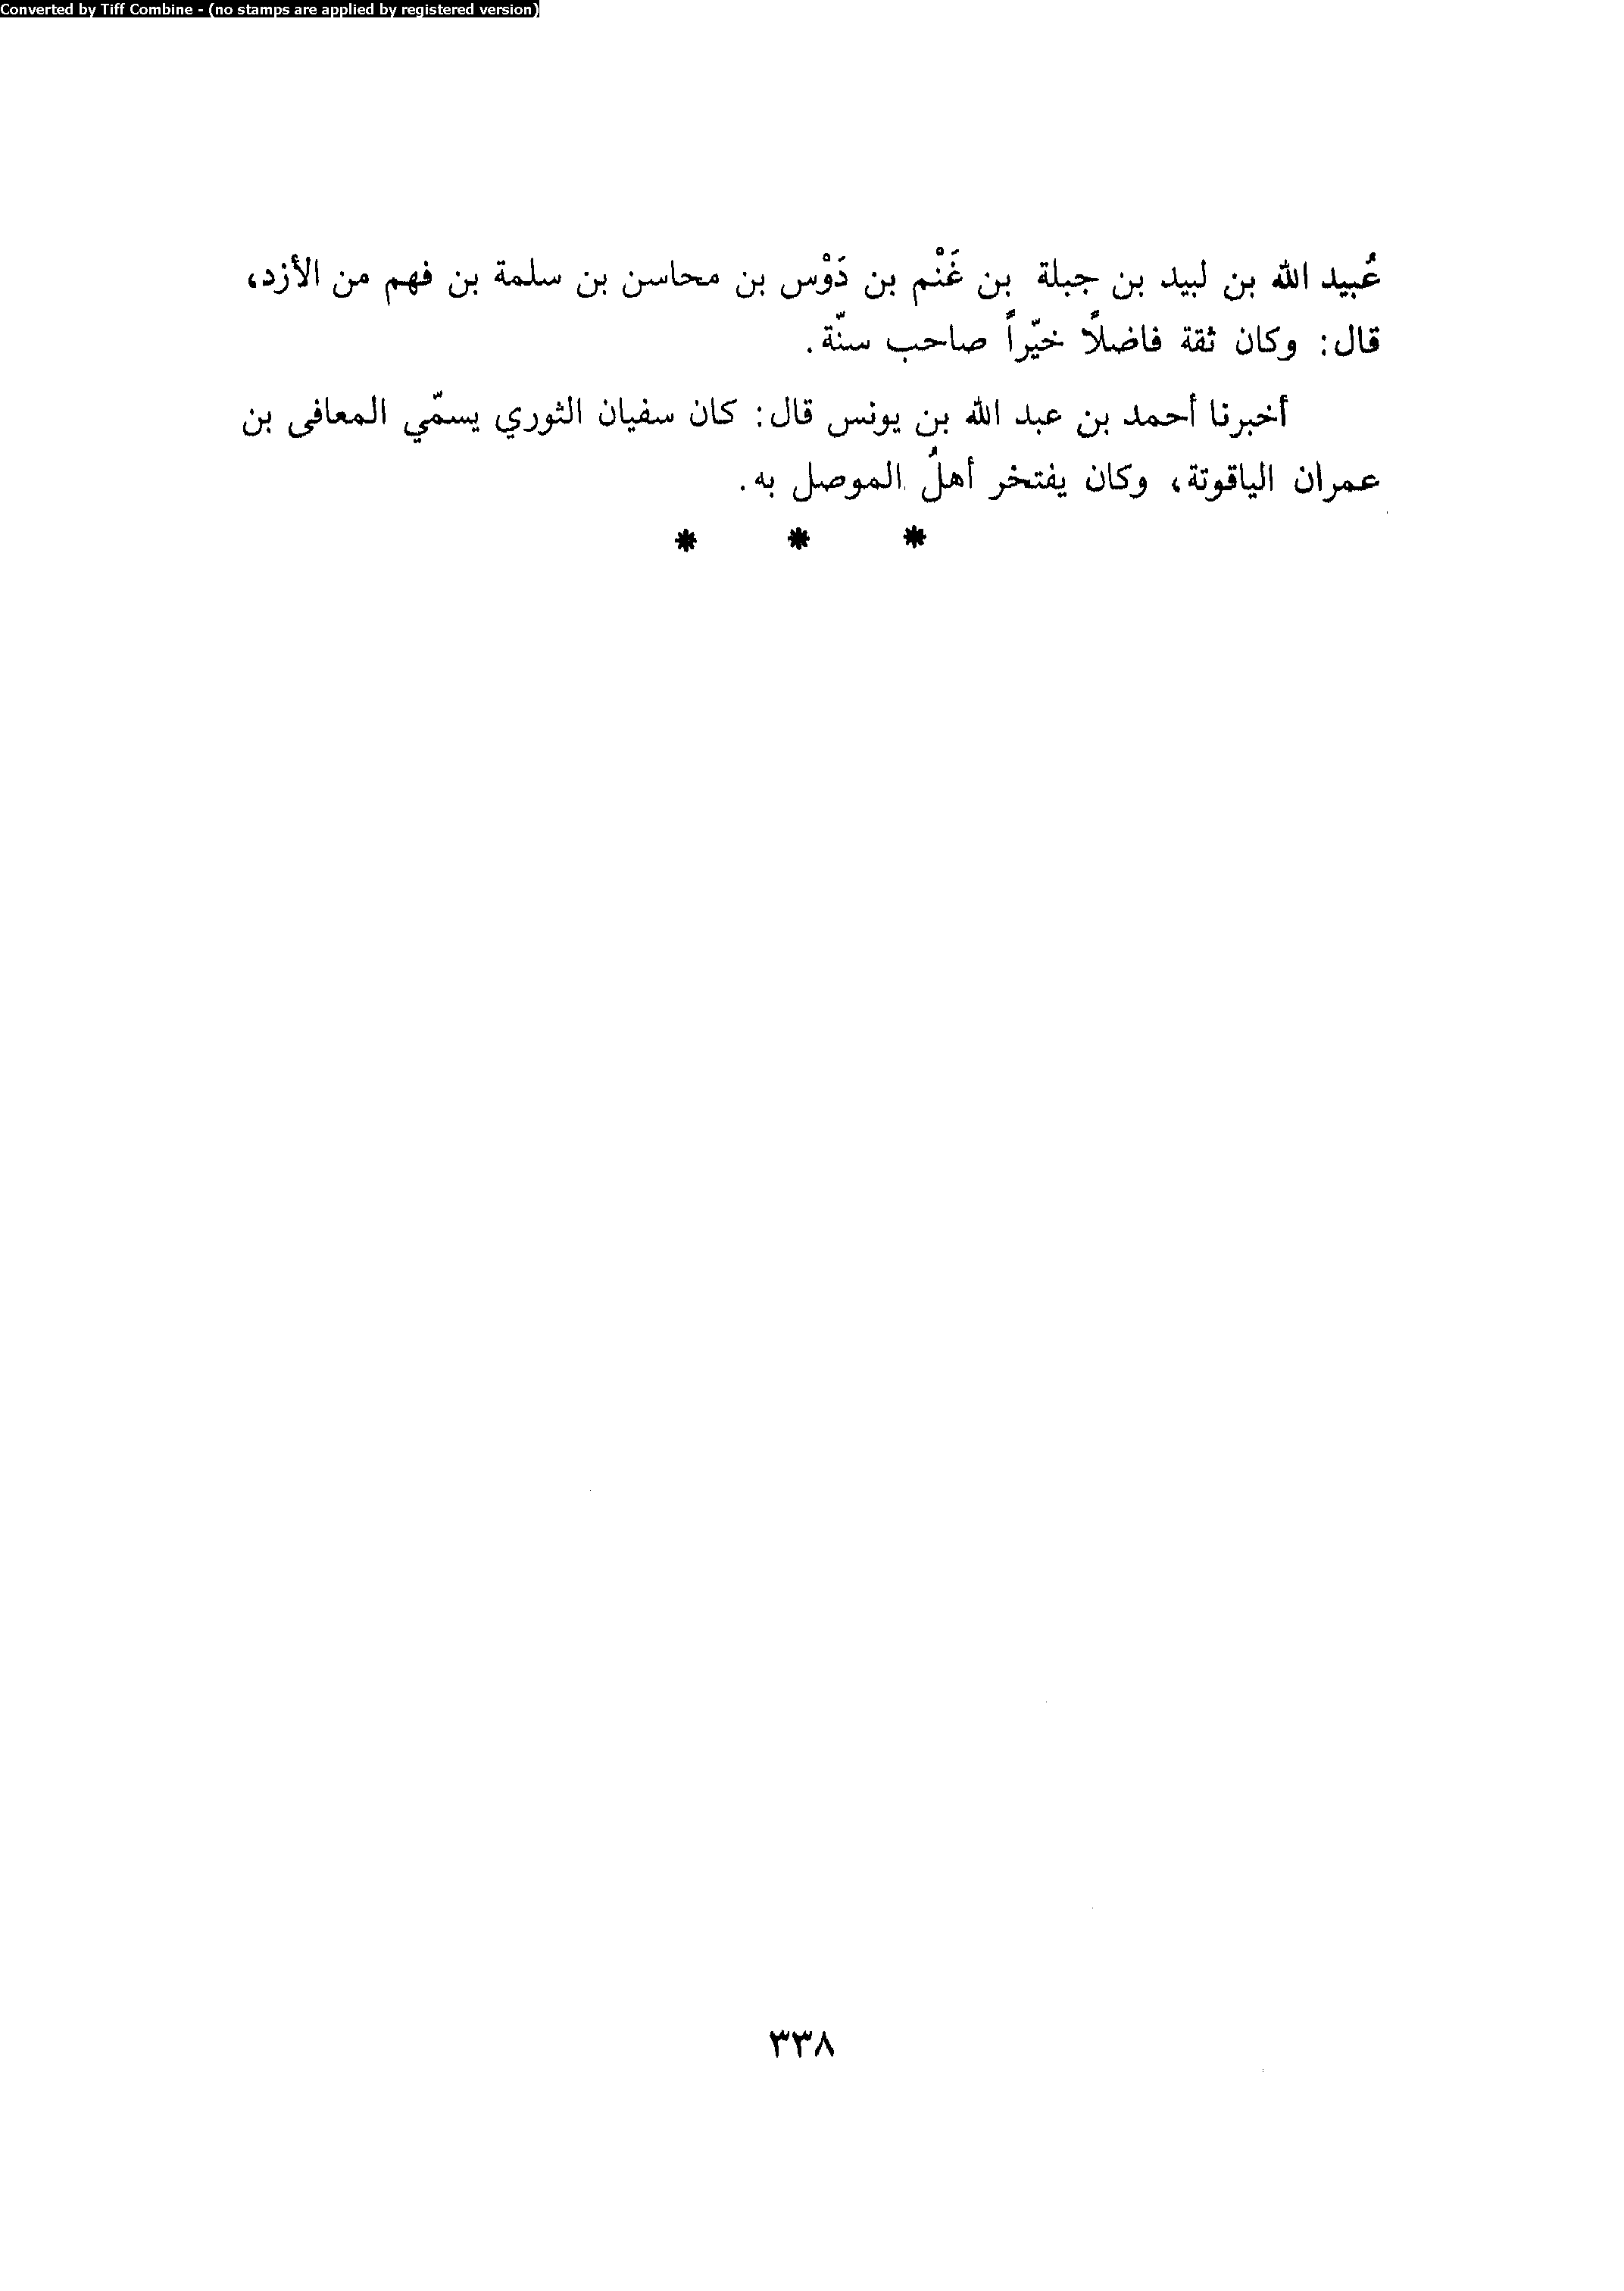 Converted by Tiff Combine - (no stamps are applied by registered version)
عُبيد الله بن لبيد بن جبلة بن غَنْم بن دَوْس بن محاسن بن سلمة بن فهم من الأزد،
قال: وكان ثقة فاضلاً خيّراً صاحب سنّة.
أخبرنا أحمد بن عبد الله بن يونس قال: كان سفيان الثوري يسمّي المعافى بن
عمران الياقوتة، وكان يفتخر أهلُ الموصل به.
* * *
٣٣٨